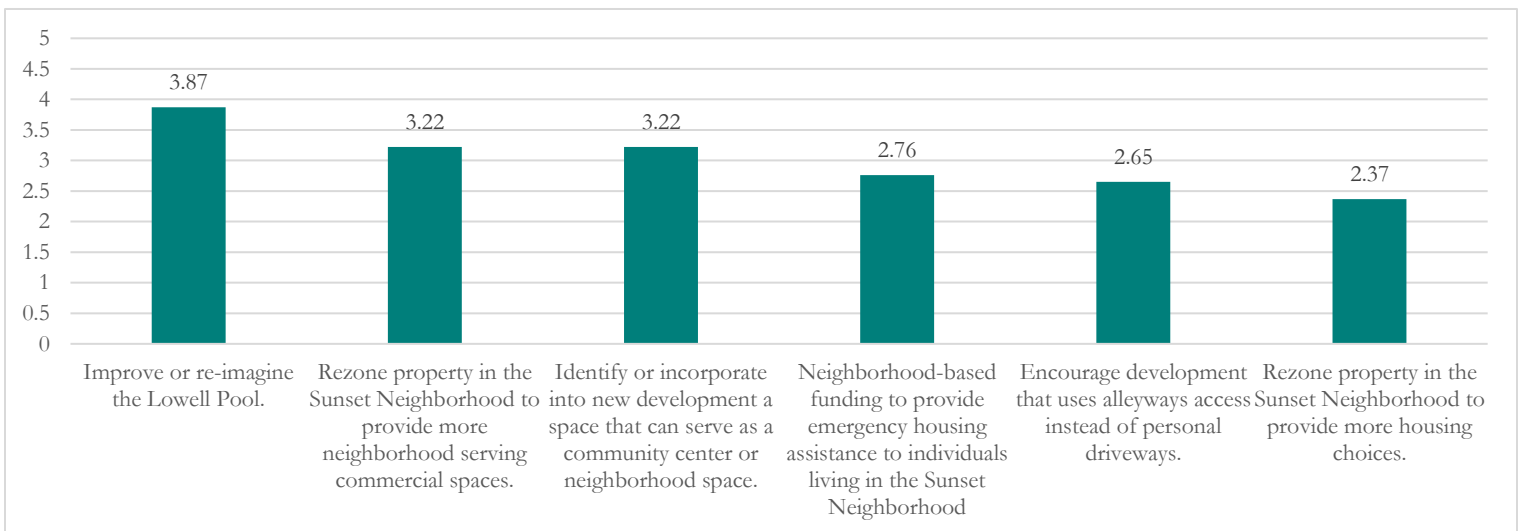 5
4.5
4
3.5
3
2.5
2
1.5
1
0.5
0
3.87
3.22
3.22
2.76
2.65
2.37
Improve or re-imagine
the Lowell Pool.
Rezone property in the
Sunset Neighborhood to
provide more
neighborhood serving
commercial spaces.
Identify or incorporate
into new development a
space that can serve as a
community center or
neighborhood space.
Neighborhood-based
funding to provide
emergency housing
assistance to individuals
living in the Sunset
Neighborhood
Encourage development
that uses alleyways access
instead of personal
driveways.
Rezone property in the
Sunset Neighborhood to
provide more housing
choices.